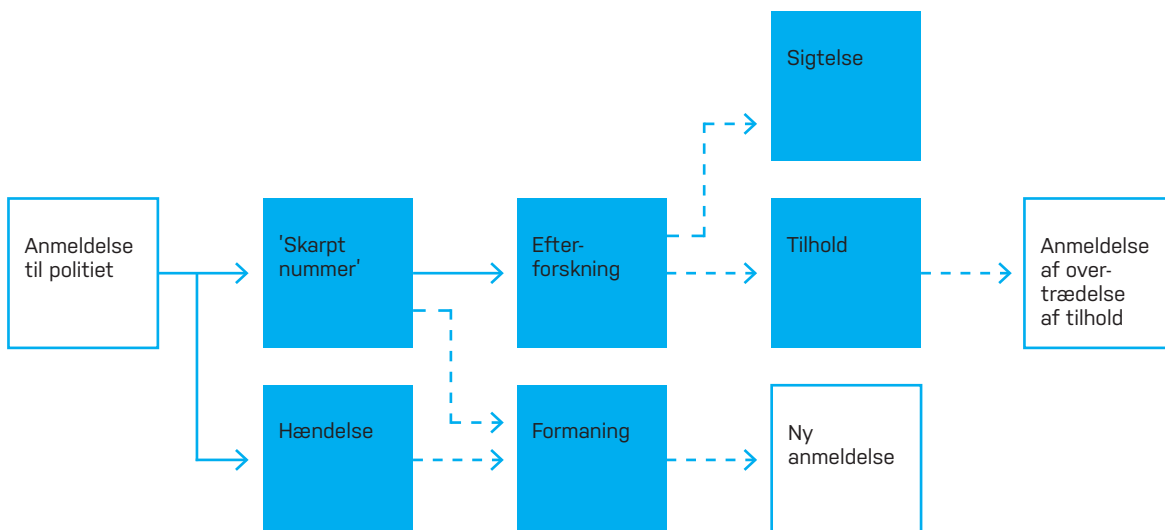 Sigtelse
Anmeldelse
til politiet
'Skarpt
nummer'
Efter-
forskning
Tilhold
Anmeldelse
af over-
trædelse
af tilhold
Hændelse
Formaning
Ny
anmeldelse